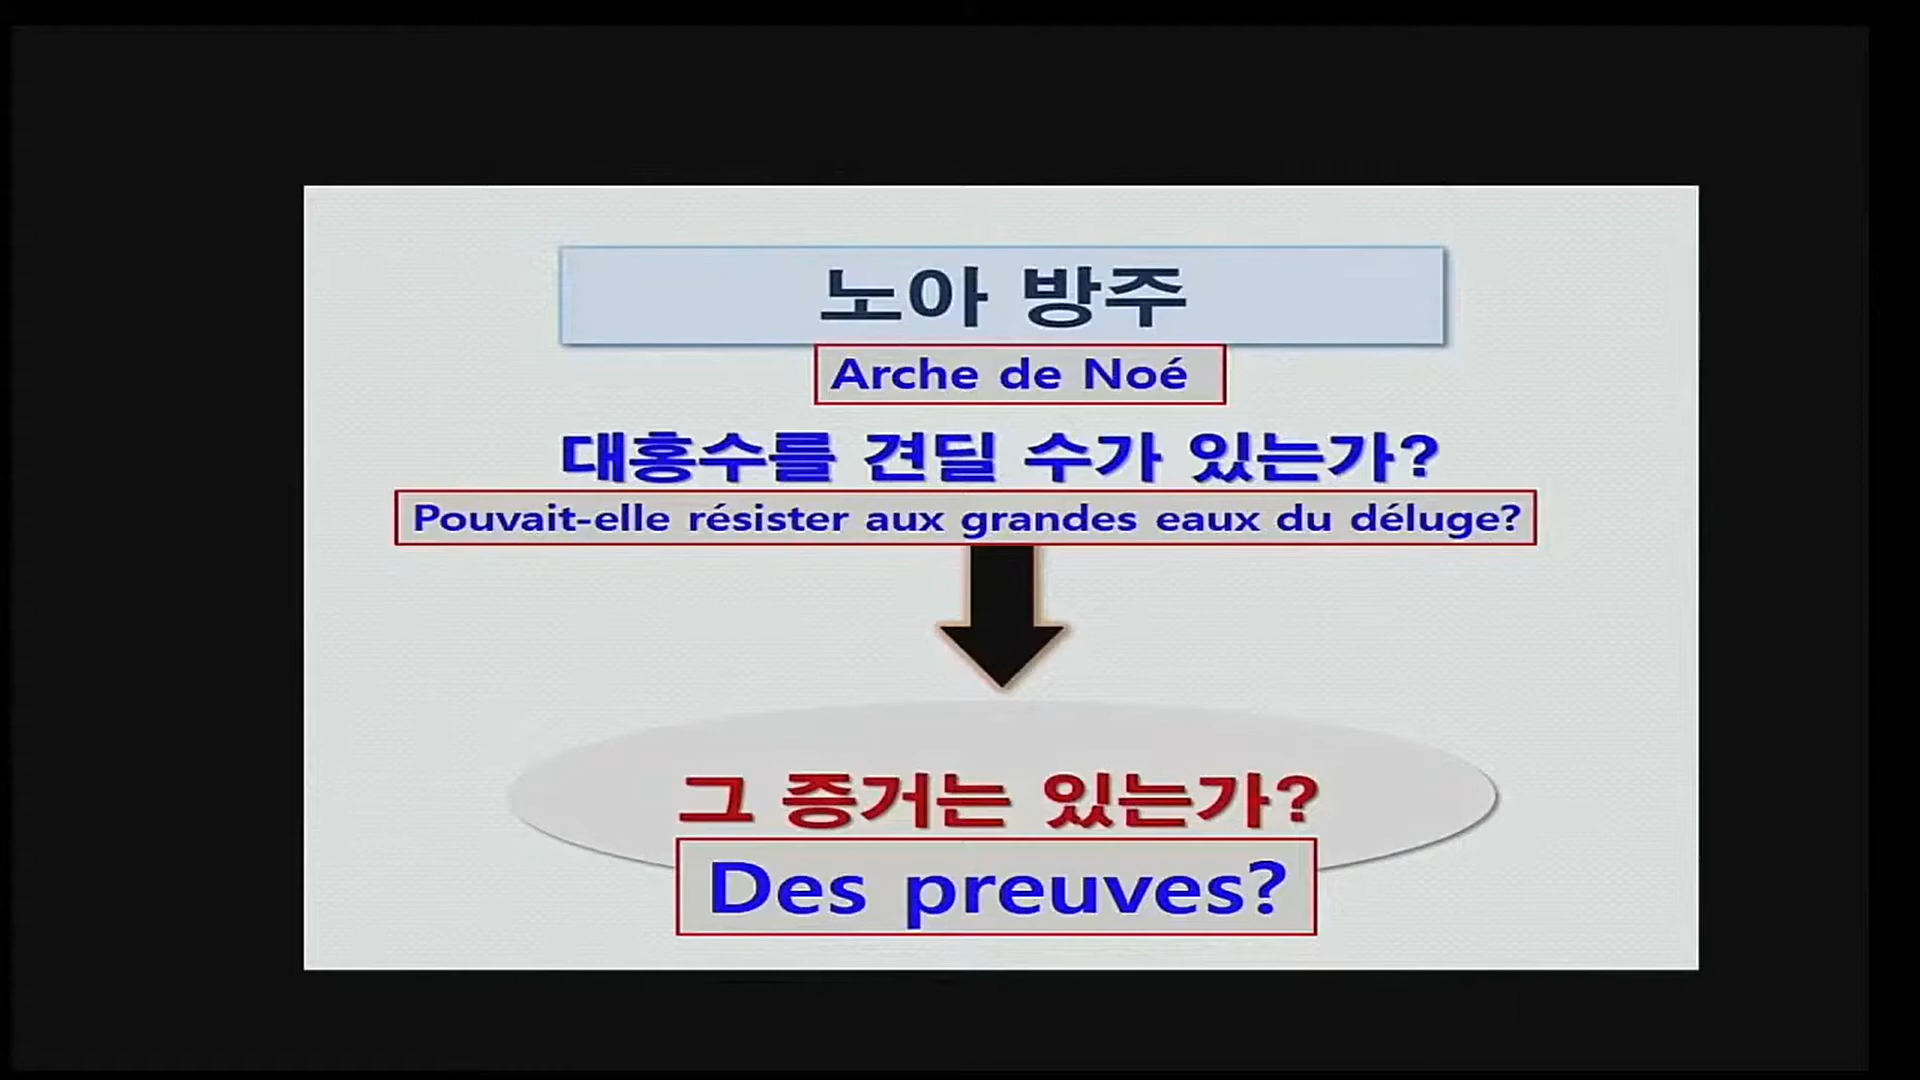 노아 방주
Arche de Noé
대홍수를 견딜 수가 있는가?
Pouvait-elle résister aux grandes eaux du déluge?
그 증거는 있는가?
Des preuves?